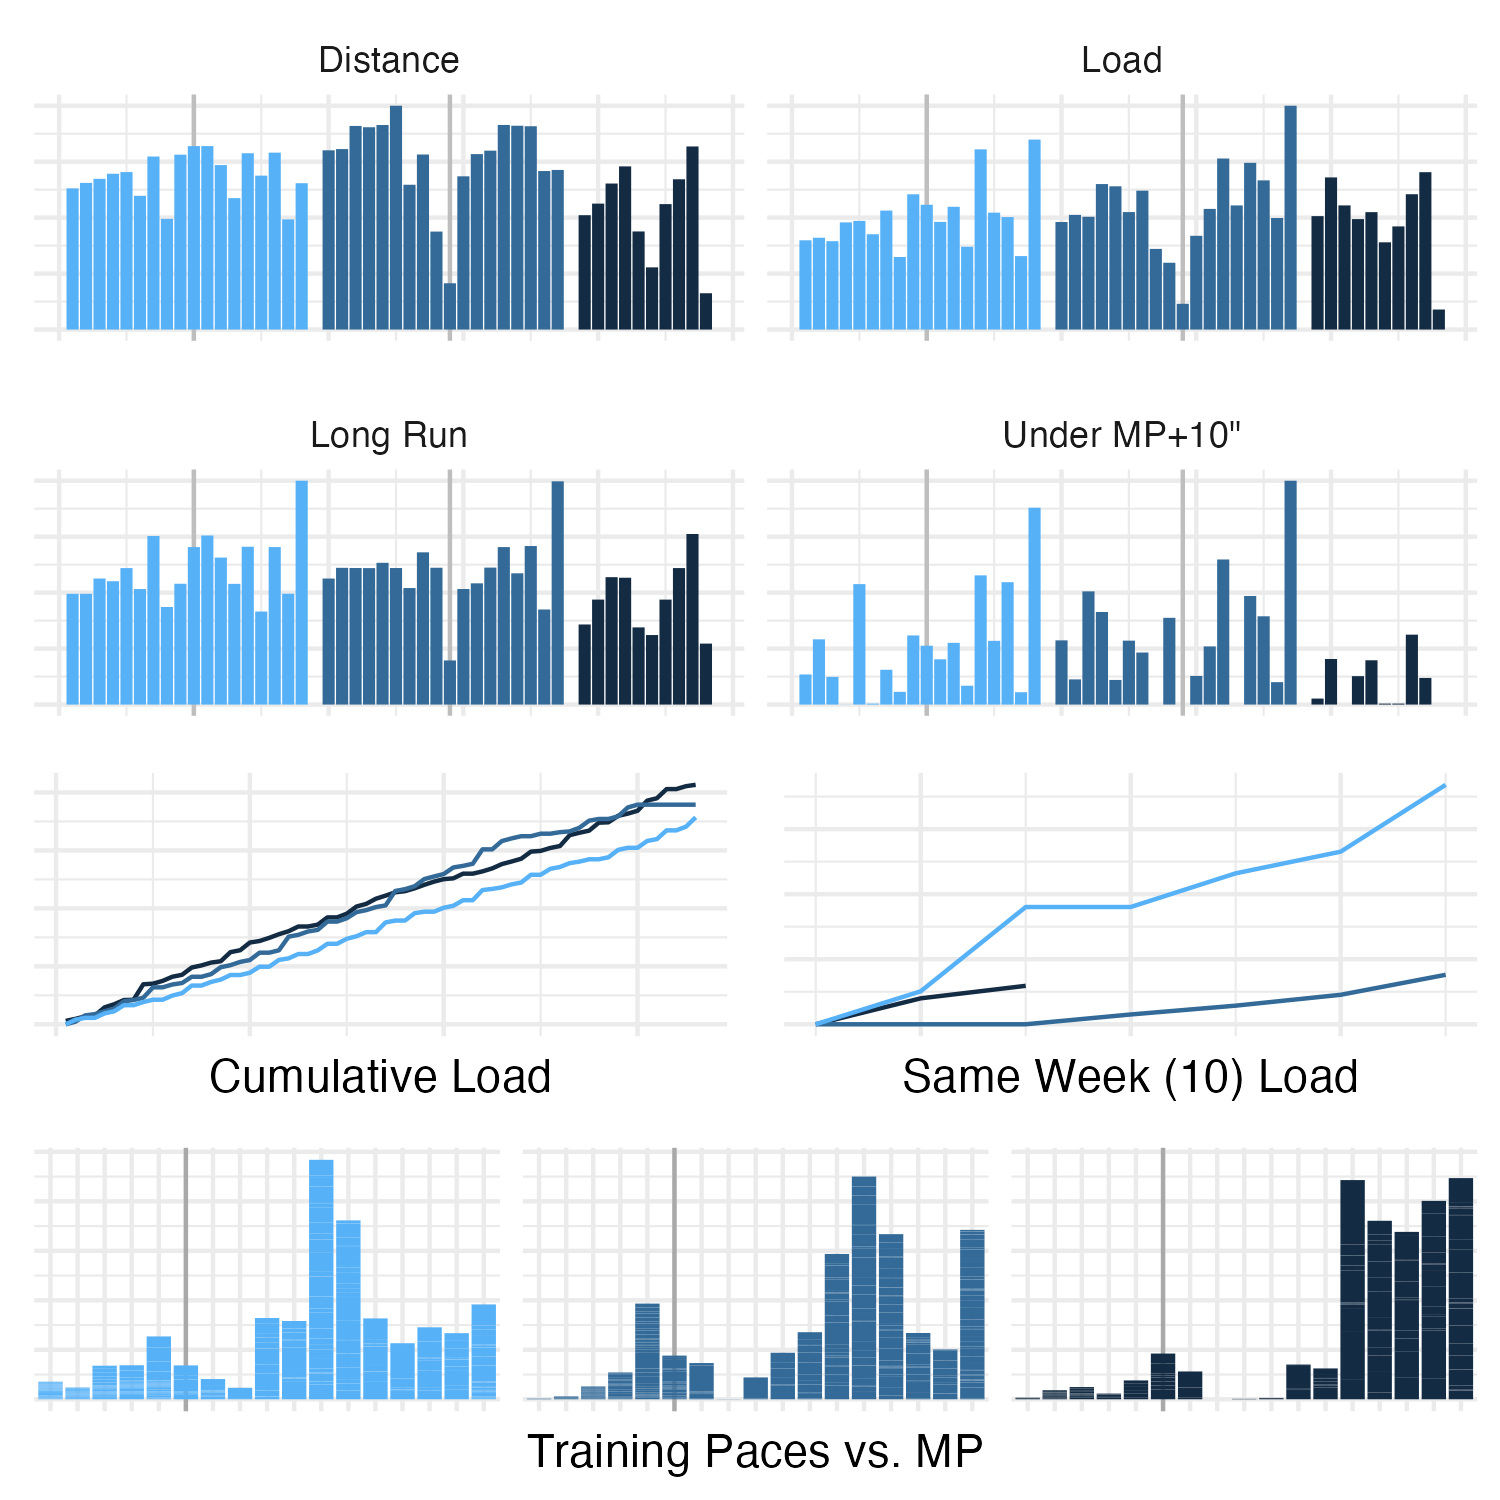 Distance
Load
Long Run
Under MP+10"
Cumulative Load
Same Week (10) Load
Training Paces vs. MP